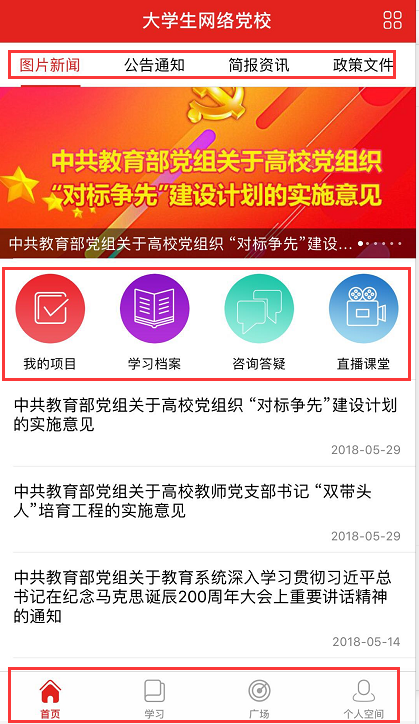 大学生网络党校
图片新闻 公告通知 简报资讯 政策文件
中共教育部党组关于高校党组织
“对标争先”建设计划的实施意见
中共教育部党组关于高校党组织 “对标争先”建设...
我的项目 学习档案 咨询答疑 直播课堂
中共教育部党组关于高校党组织 “对标争先”建设计划
的实施意见
2018-05-29
中共教育部党组关于高校教师党支部书记 “双带头
人”培育工程的实施意见
2018-05-29
中共教育部党组关于教育系统深入学习贯彻习近平总
书记在纪念马克思诞辰200周年大会上重要讲话精神
的通知
2018-05-14
首页 学习 广场 个人空间